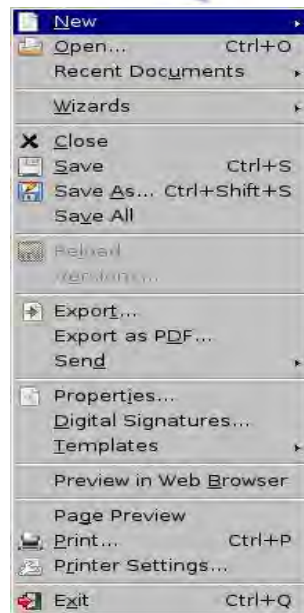 New
Open... Ctrl+O
Recent Documents
Wizards
Close
Save Ctrl+S
Save As... Ctrl+Shift+S
Save All
Reload
Versions...
Export...
Export as PDF...
Send
Properties...
Digital Signatures...
Templates
Preview in Web Browser
Page Preview
Print... Ctrl+P
Printer Settings...
Exit Ctrl+Q